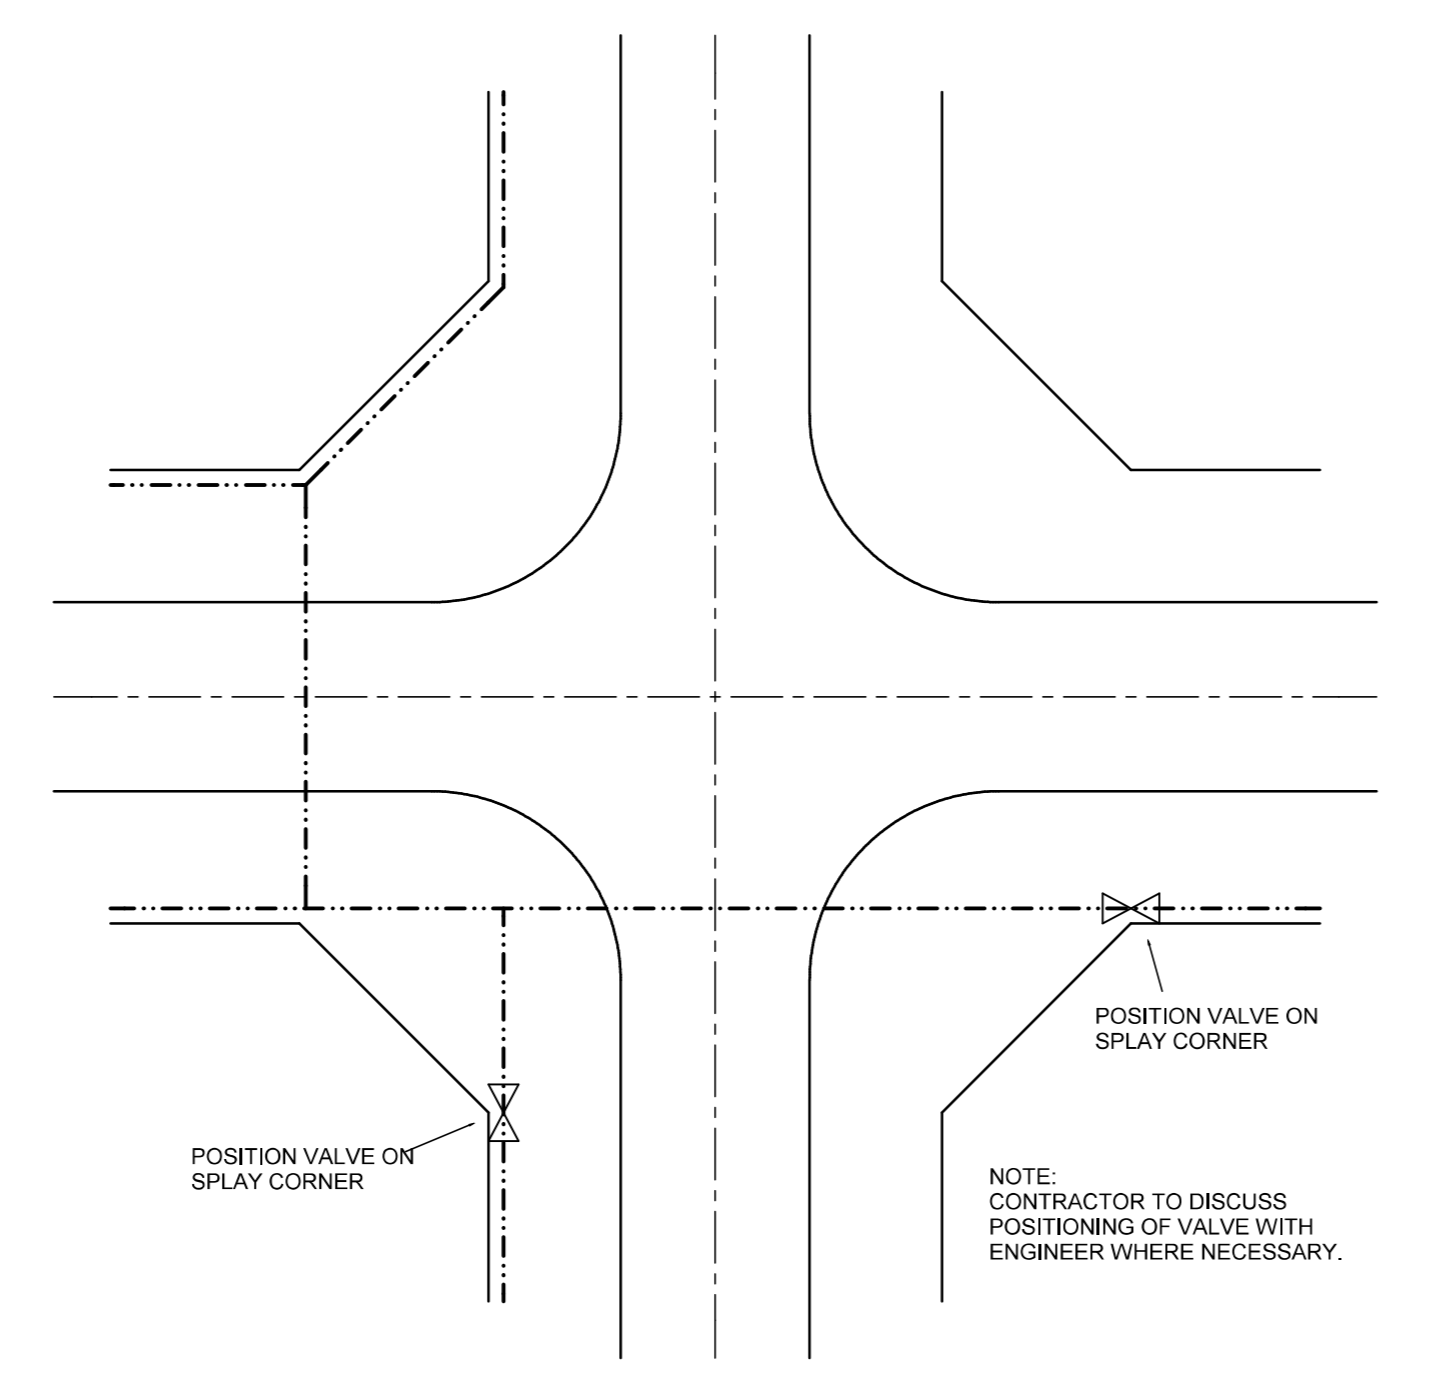 POSITION VALVE ON
SPLAY CORNER
POSITION VALVE ON
SPLAY CORNER
NOTE:
CONTRACTOR TO DISCUSS
POSITIONING OF VALVE WITH
ENGINEER WHERE NECESSARY.